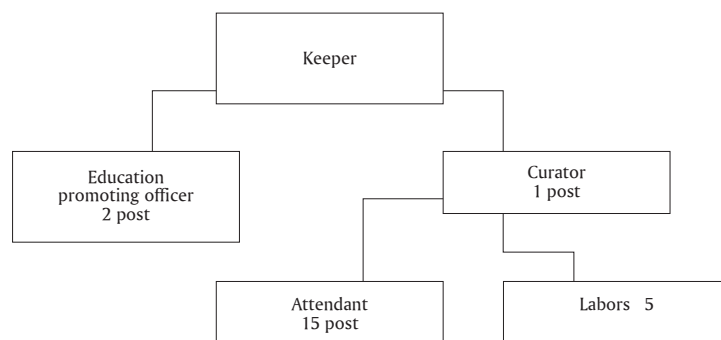 Keeper
Education
promoting officer
2 post
Curator
1 post
Attendant
15 post
Labors 5